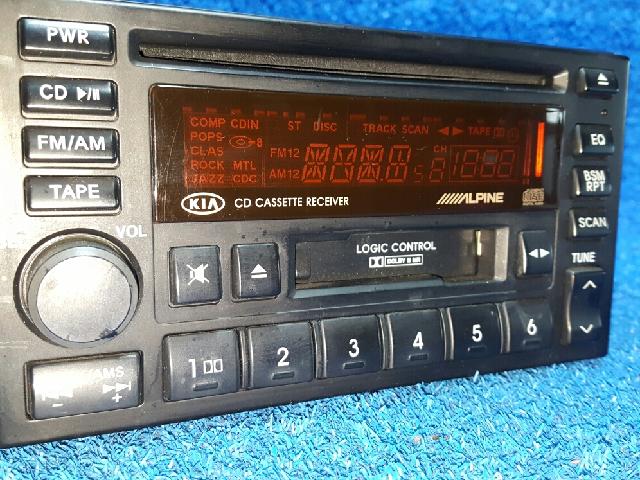 PWR
CD
FM/AM
TAPE
VOL
COMP CDIN ST DISC TRACK SCAN TAPE
POPS 8
CLAS FM12 CH
ROCK MTL AM12
JAZZ CDC
KIA CD CASSETTE RECEIVER ALPINE
LOGIC CONTROL
DOLBY B NR
EQ
BSM
RPT
SCAN
TUNE
1 2 3 4 5 6
AMS
- +